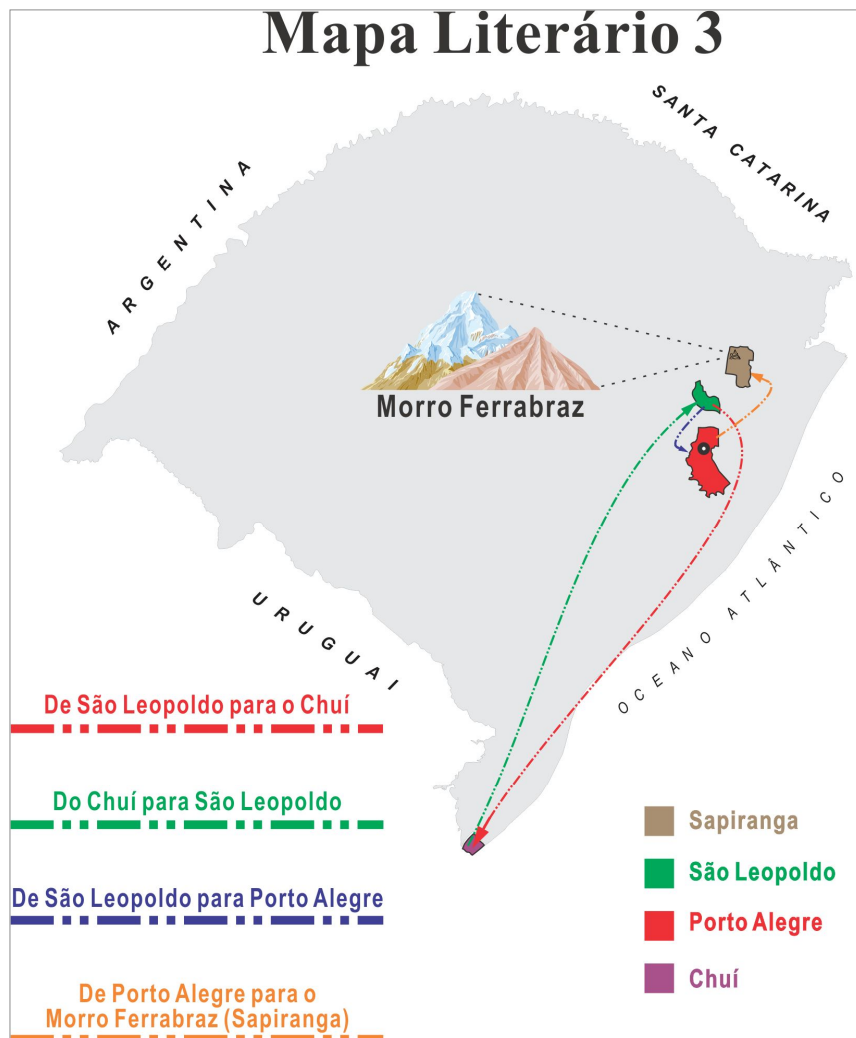 Mapa Literário 3
SANTA CATARINA
ARGENTINA
Morro Ferrabraz
OCEANO ATLÂNTICO
URUGUAI
De São Leopoldo para o Chuí
Do Chuí para São Leopoldo
De São Leopoldo para Porto Alegre
De Porto Alegre para o
Morro Ferrabraz (Sapiranga)
Sapiranga
São Leopoldo
Porto Alegre
Chuí